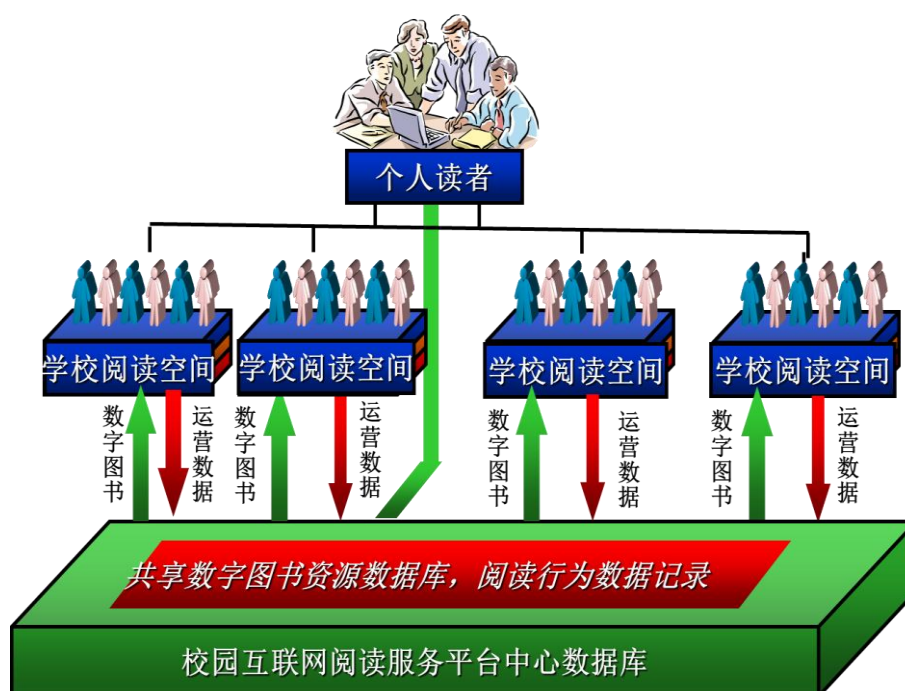 个人读者
学校阅读空间
学校阅读空间
学校阅读空间
学校阅读空间
数字图书
运营数据
数字图书
运营数据
数字图书
运营数据
数字图书
运营数据
共享数字图书资源数据库，阅读行为数据记录
校园互联网阅读服务平台中心数据库